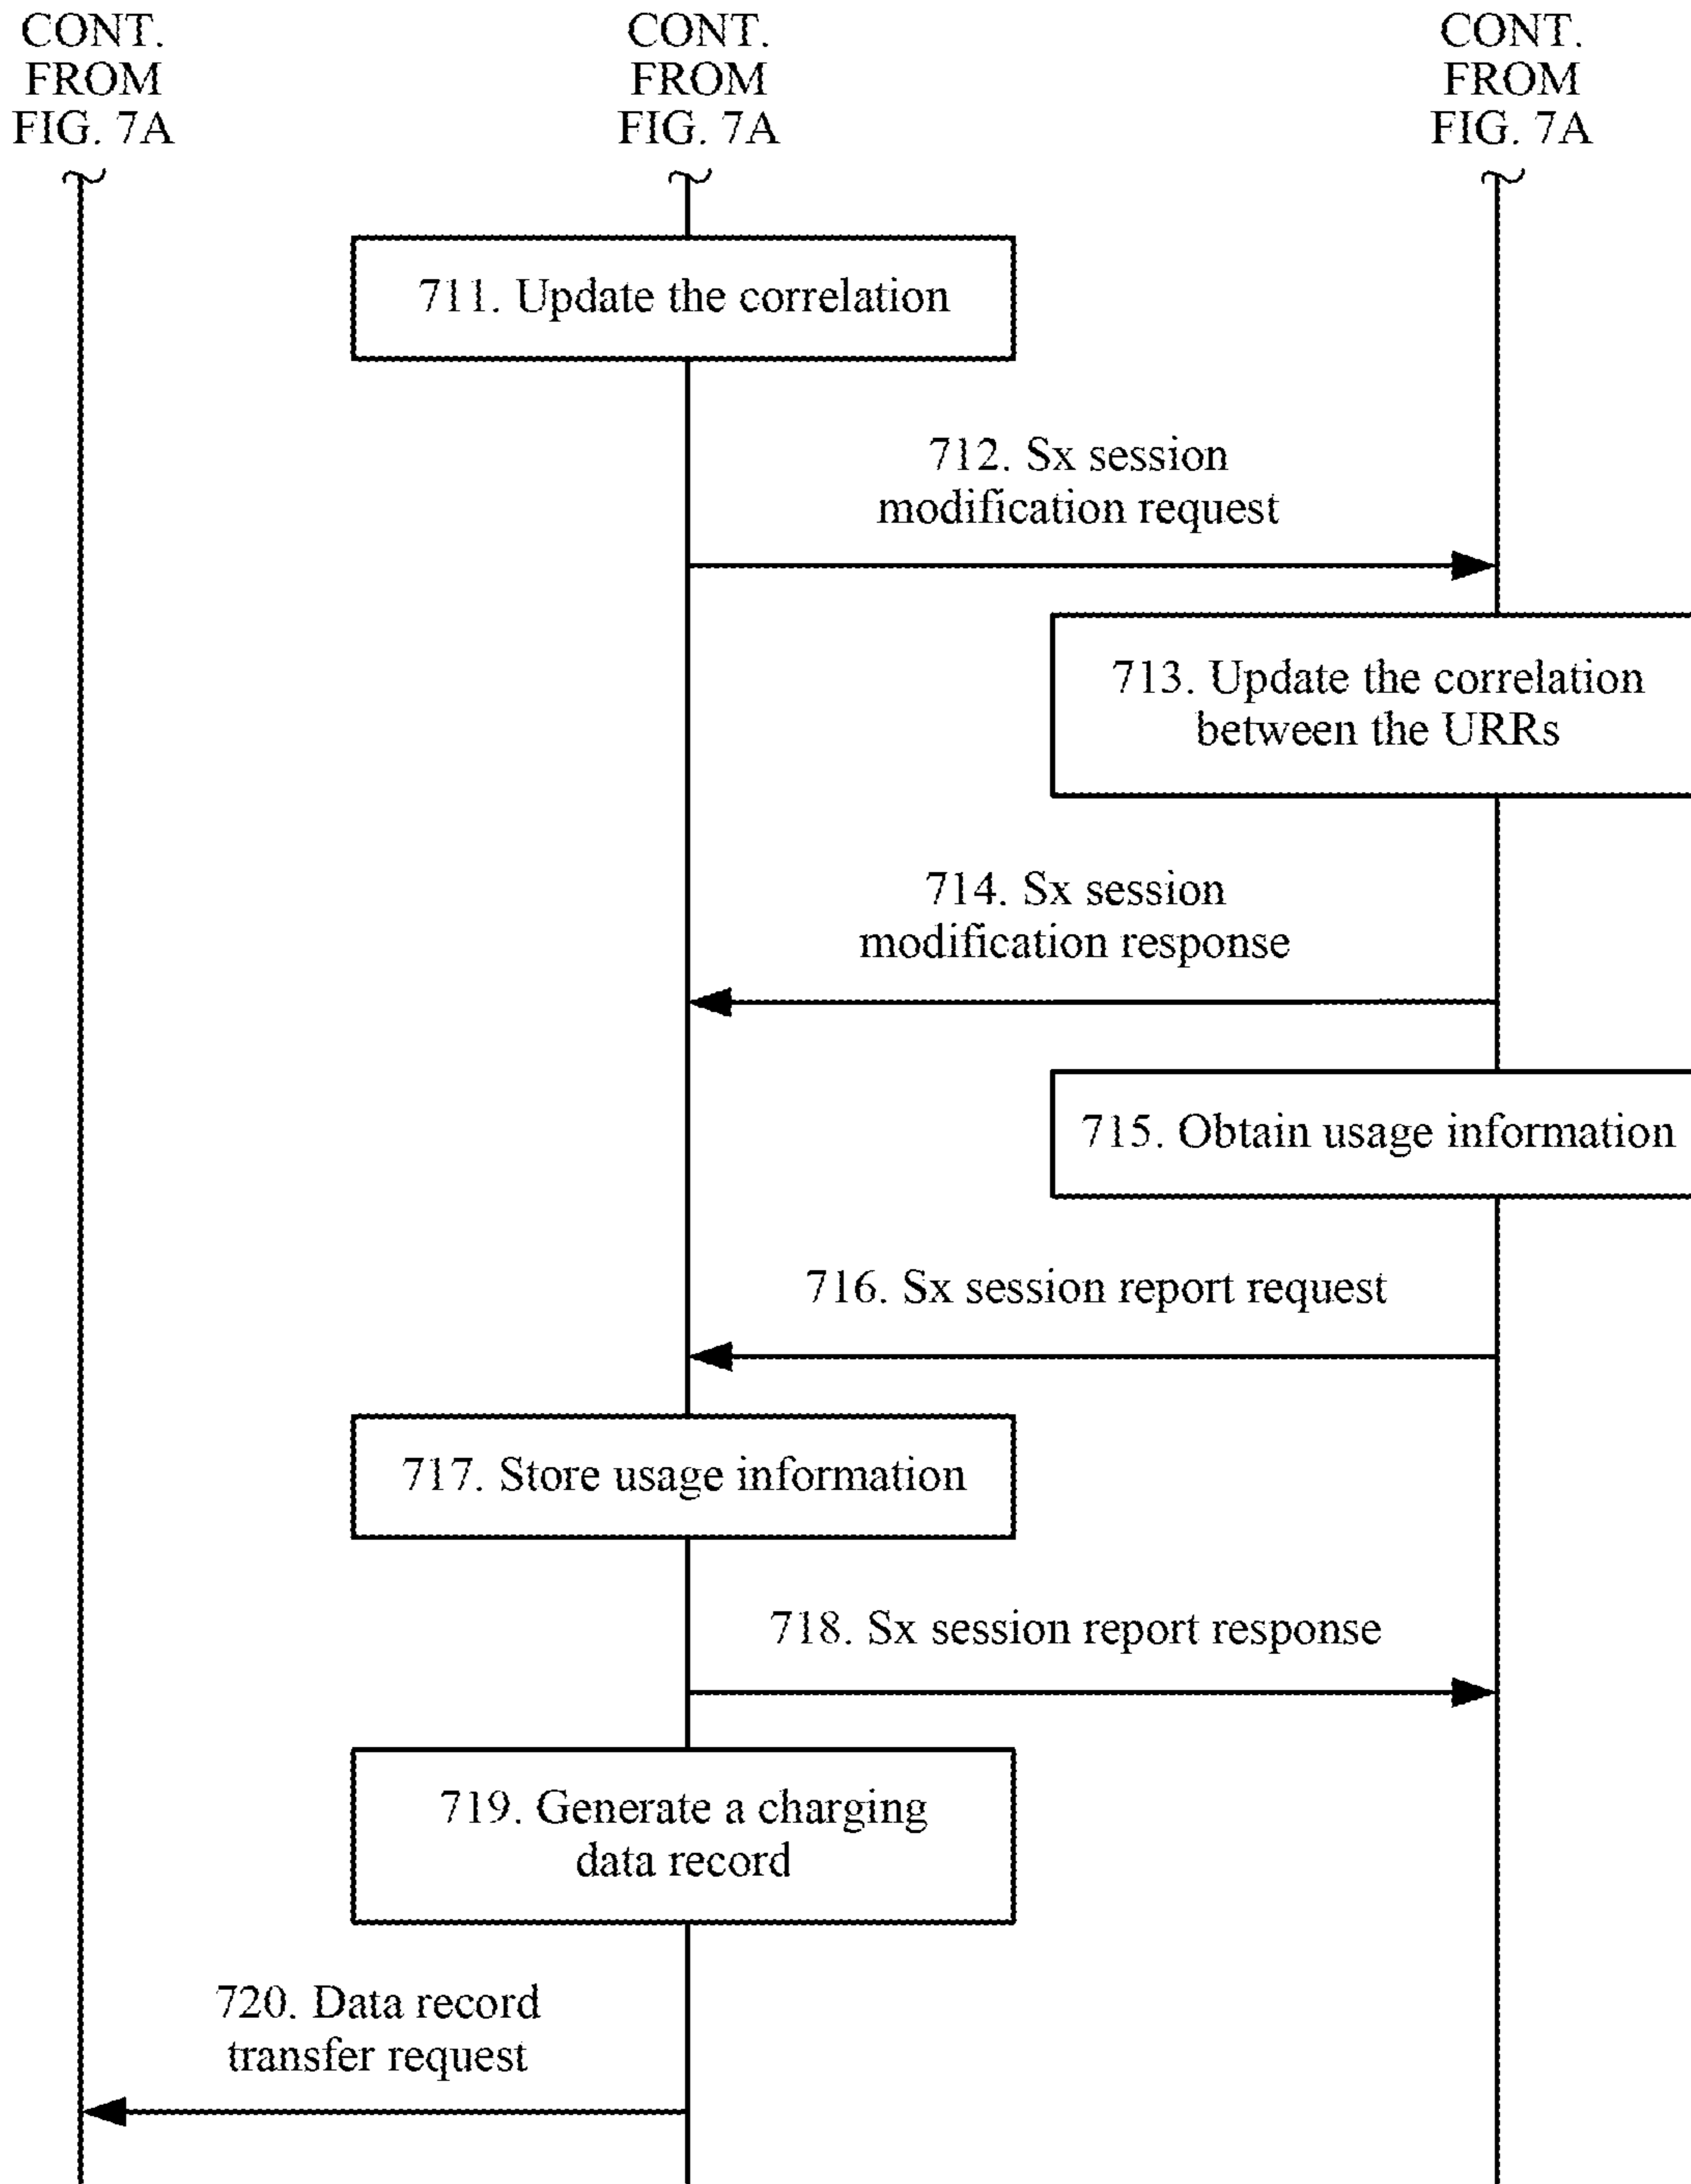 CONT.
FROM
FIG. 7A
CONT.
FROM
FIG. 7A
CONT.
FROM
FIG. 7A
711. Update the correlation
712. Sx session
modification request
713. Update the correlation
between the URRs
714. Sx session
modification response
715. Obtain usage information
716. Sx session report request
717. Store usage information
718. Sx session report response
719. Generate a charging
data record
720. Data record
transfer request